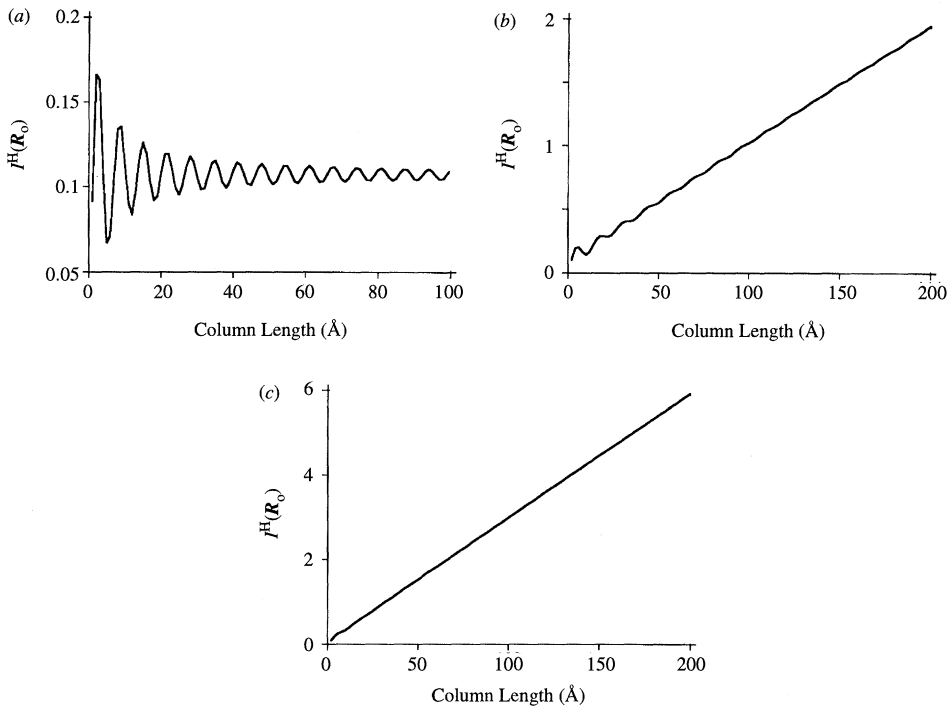 (a)
0.2
0.15
0.1
0.05
I^H(R_o)
0 20 40 60 80 100
Column Length (Å)
(b)
2
1
0
I^H(R_o)
0 50 100 150 200
Column Length (Å)
(c)
6
4
2
0
I^H(R_o)
0 50 100 150 200
Column Length (Å)